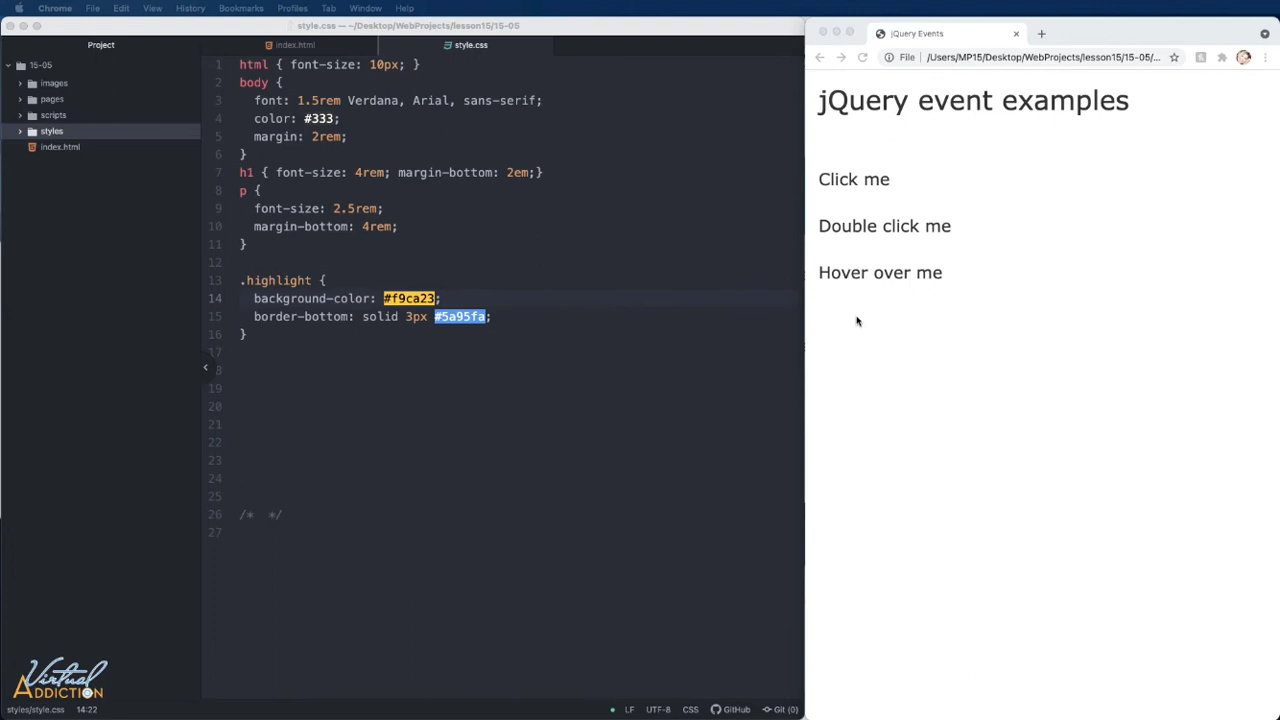 Chrome File Edit View History Bookmarks Profiles Tab Window Help
style.css — ~/Desktop/WebProjects/lesson15/15-05
Project
index.html
style.css
15-05
images
pages
scripts
styles
index.html
1 html { font-size: 10px; }
2 body {
3 font: 1.5rem Verdana, Arial, sans-serif;
4 color: #333;
5 margin: 2rem;
6 }
7 h1 { font-size: 4rem; margin-bottom: 2em;}
8 p {
9 font-size: 2.5rem;
10 margin-bottom: 4rem;
11 }
12
13 .highlight {
14 background-color: #f9ca23;
15 border-bottom: solid 3px #5a95fa;
16 }
17
18
19
20
21
22
23
24
25
26 /* */
27
Virtual
ADDICTION
styles/style.css 14:22
LF UTF-8 CSS GitHub Git (0)
jQuery Events
File /Users/MP15/Desktop/WebProjects/lesson15/15-05/...
jQuery event examples
Click me
Double click me
Hover over me